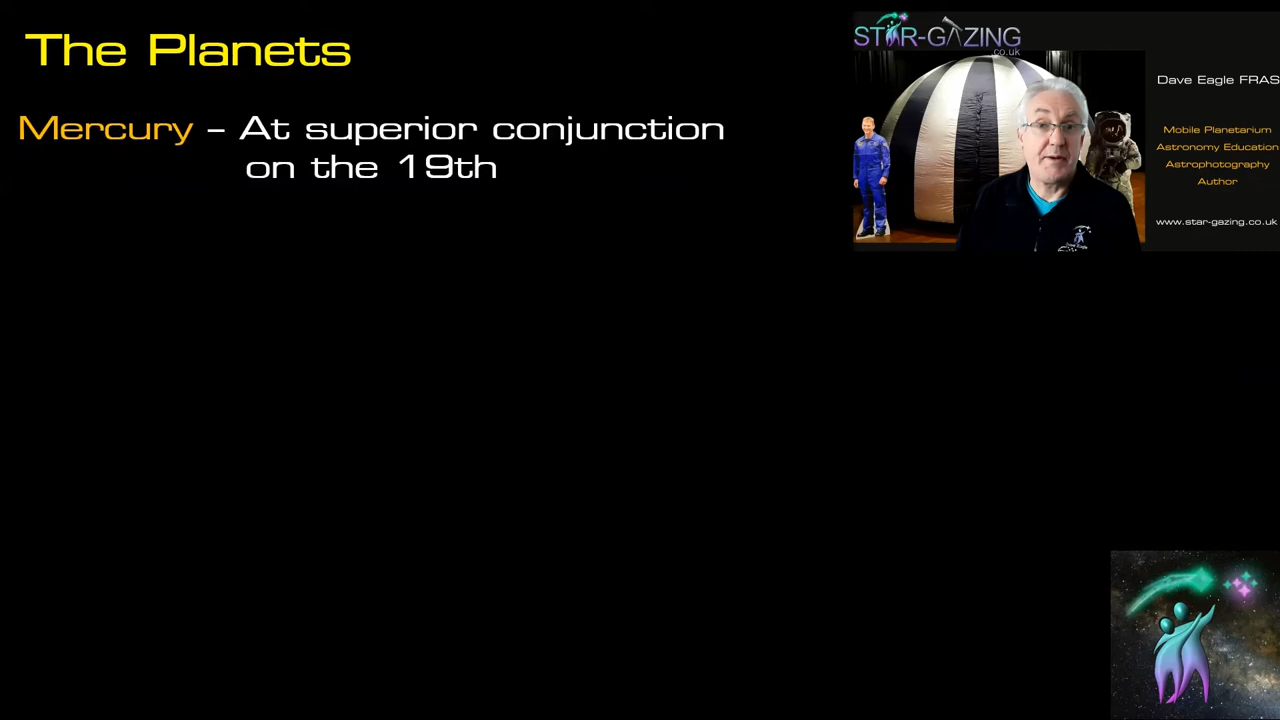 The Planets
Mercury - At superior conjunction
on the 19th
STAR-GAZING
.co.uk
Dave Eagle FRAS
Mobile Planetarium
Astronomy Education
Astrophotography
Author
www.star-gazing.co.uk